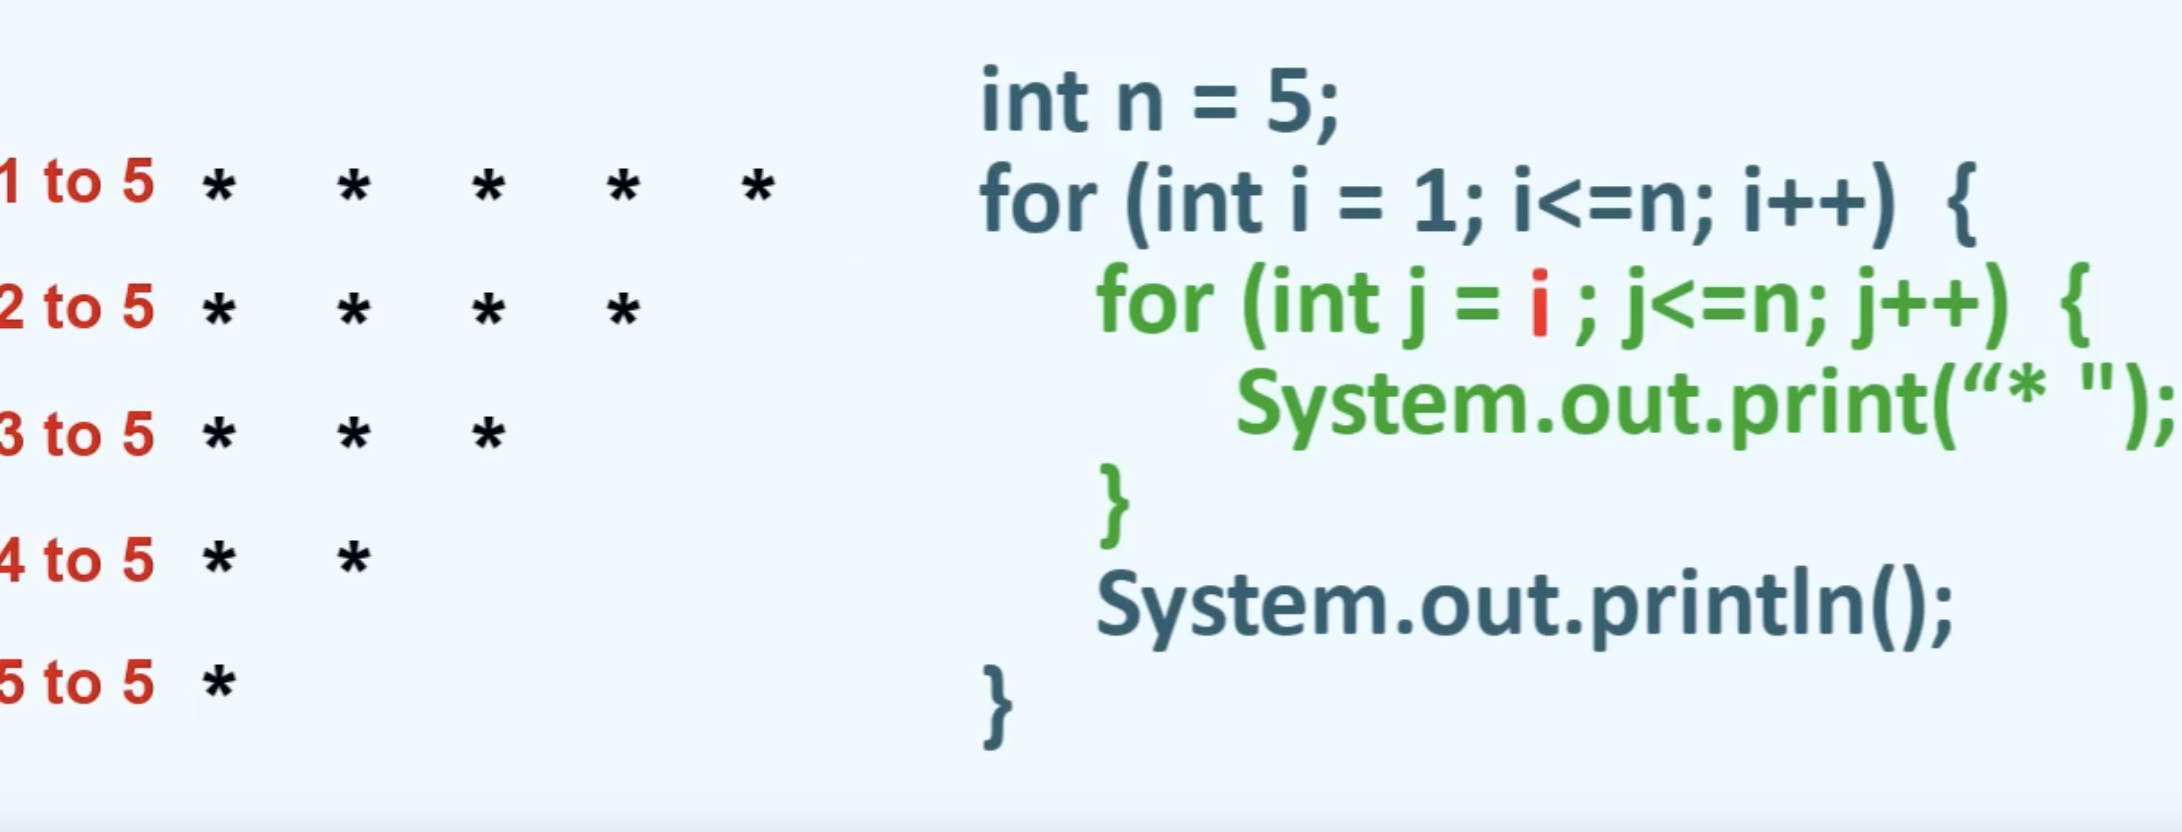 int n = 5;
1 to 5 * * * * *
for (int i = 1; i<=n; i++) {
2 to 5 * * * *
for (int j = i ; j<=n; j++) {
System.out.print(“* ");
3 to 5 * * *
}
4 to 5 * *
System.out.println();
5 to 5 *
}